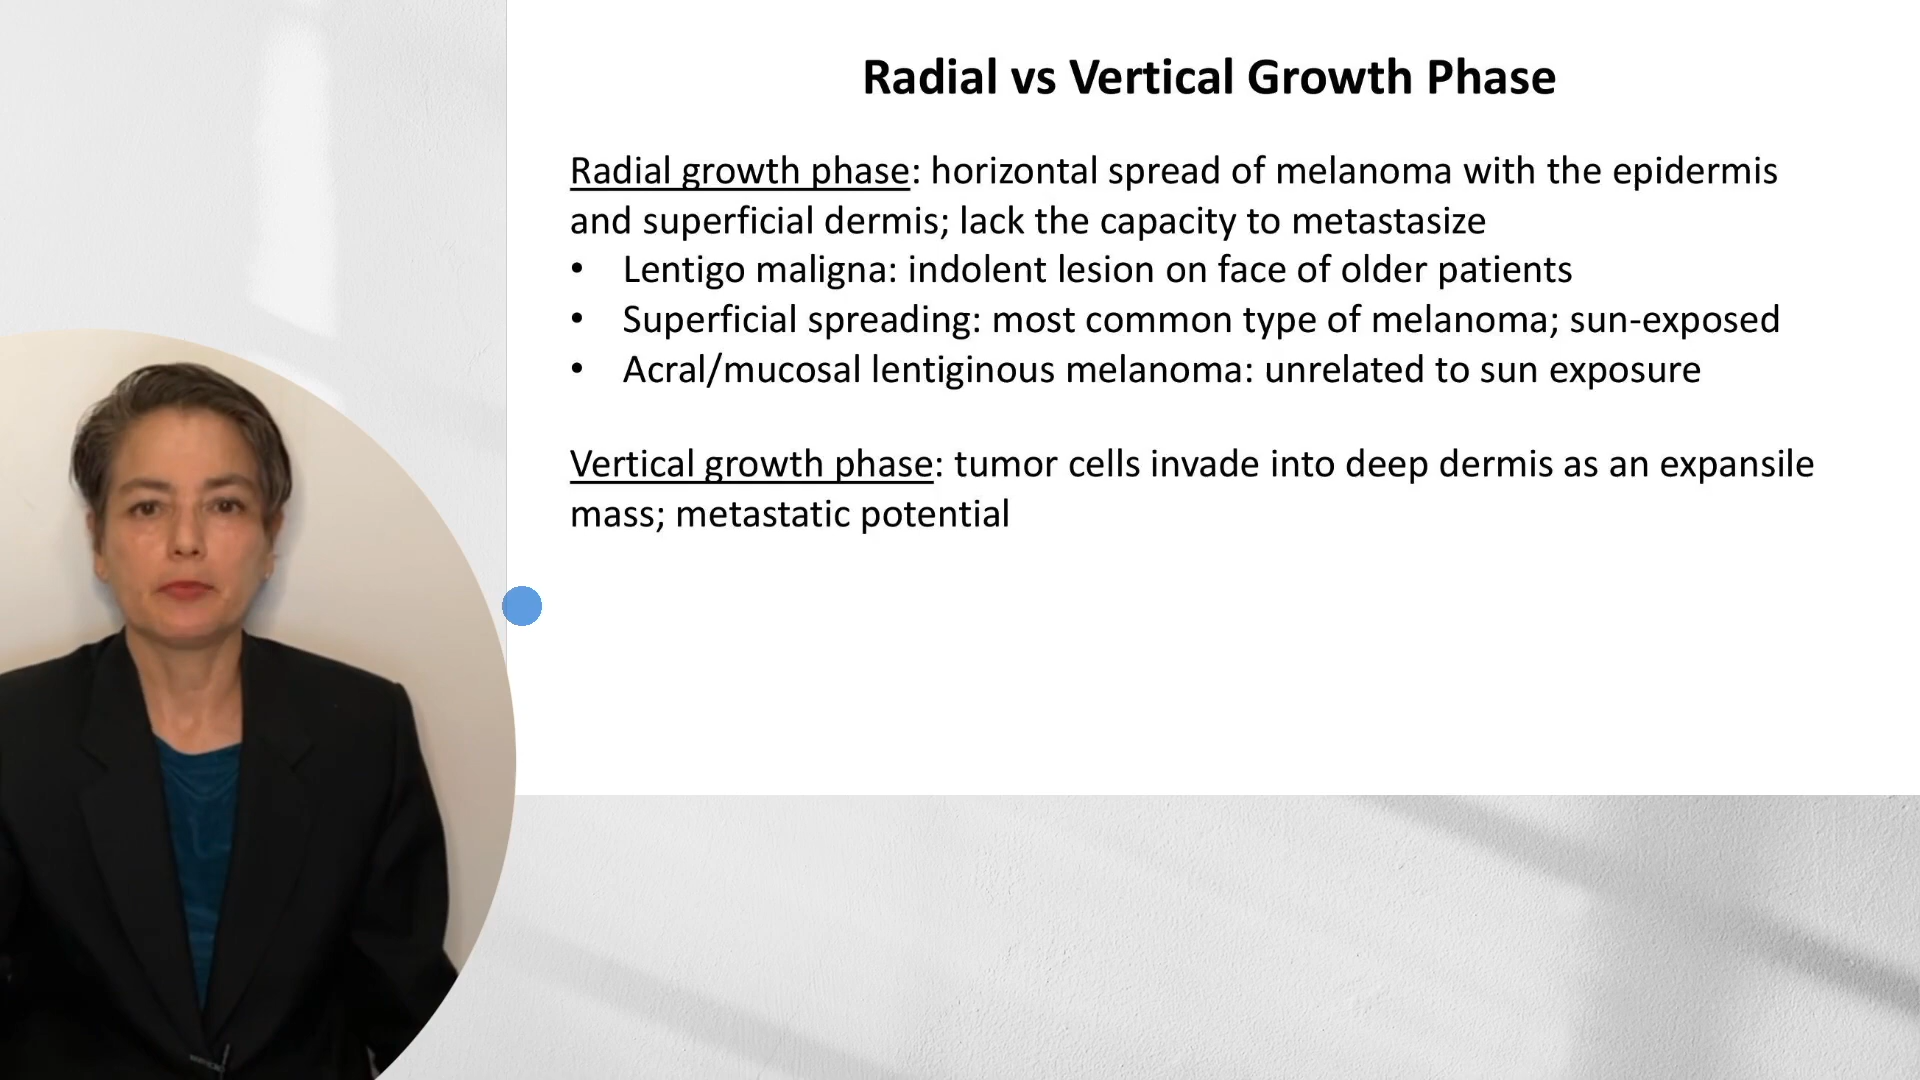 Radial vs Vertical Growth Phase
Radial growth phase: horizontal spread of melanoma with the epidermis
and superficial dermis; lack the capacity to metastasize
• Lentigo maligna: indolent lesion on face of older patients
• Superficial spreading: most common type of melanoma; sun-exposed
• Acral/mucosal lentiginous melanoma: unrelated to sun exposure
Vertical growth phase: tumor cells invade into deep dermis as an expansile
mass; metastatic potential